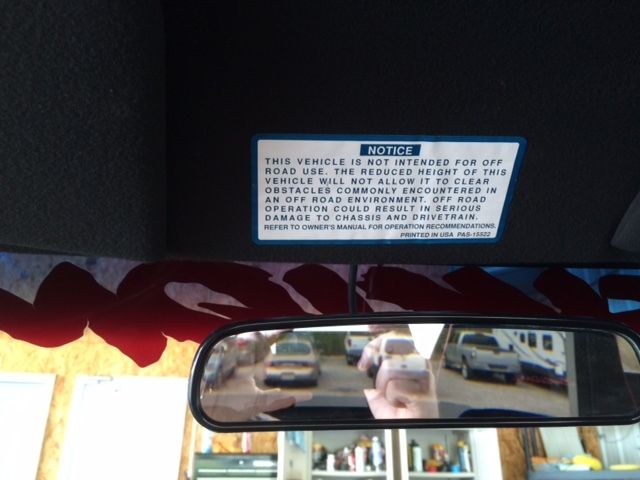 NOTICE
THIS VEHICLE IS NOT INTENDED FOR OFF
ROAD USE. THE REDUCED HEIGHT OF THIS
VEHICLE WILL NOT ALLOW IT TO CLEAR
OBSTACLES COMMONLY ENCOUNTERED IN
AN OFF ROAD ENVIRONMENT. OFF ROAD
OPERATION COULD RESULT IN SERIOUS
DAMAGE TO CHASSIS AND DRIVETRAIN.
REFER TO OWNER'S MANUAL FOR OPERATION RECOMMENDATIONS.
PRINTED IN USA PAS-15522